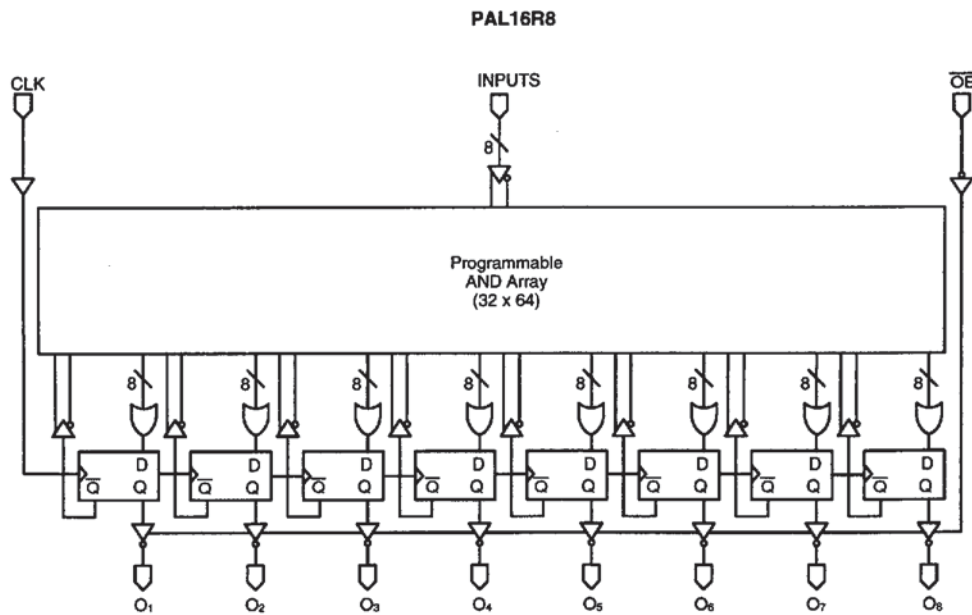 PAL16R8
CLK INPUTS OE
8
Programmable
AND Array
(32 x 64)
8 8 8 8 8 8 8 8
D D D D D D D D
Q Q Q Q Q Q Q Q Q Q Q Q Q Q Q Q
O1 O2 O3 O4 O5 O6 O7 O8